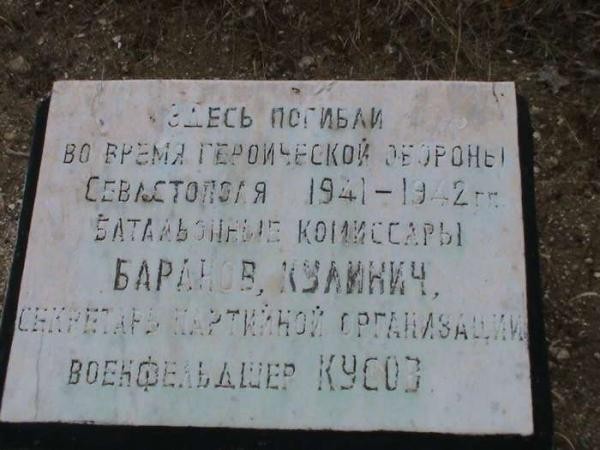 ЗДЕСЬ ПОГИБЛИ
ВО ВРЕМЯ ГЕРОИЧЕСКОЙ ОБОРОНЫ
СЕВАСТОПОЛЯ 1941-1942 гг.
БАТАЛЬОННЫЕ КОМИССАРЫ
БАРАНОВ, КУЛИНИЧ,
СЕКРЕТАРЬ ПАРТИЙНОЙ ОРГАНИЗАЦИИ
ВОЕНФЕЛЬДШЕР КУСОВ